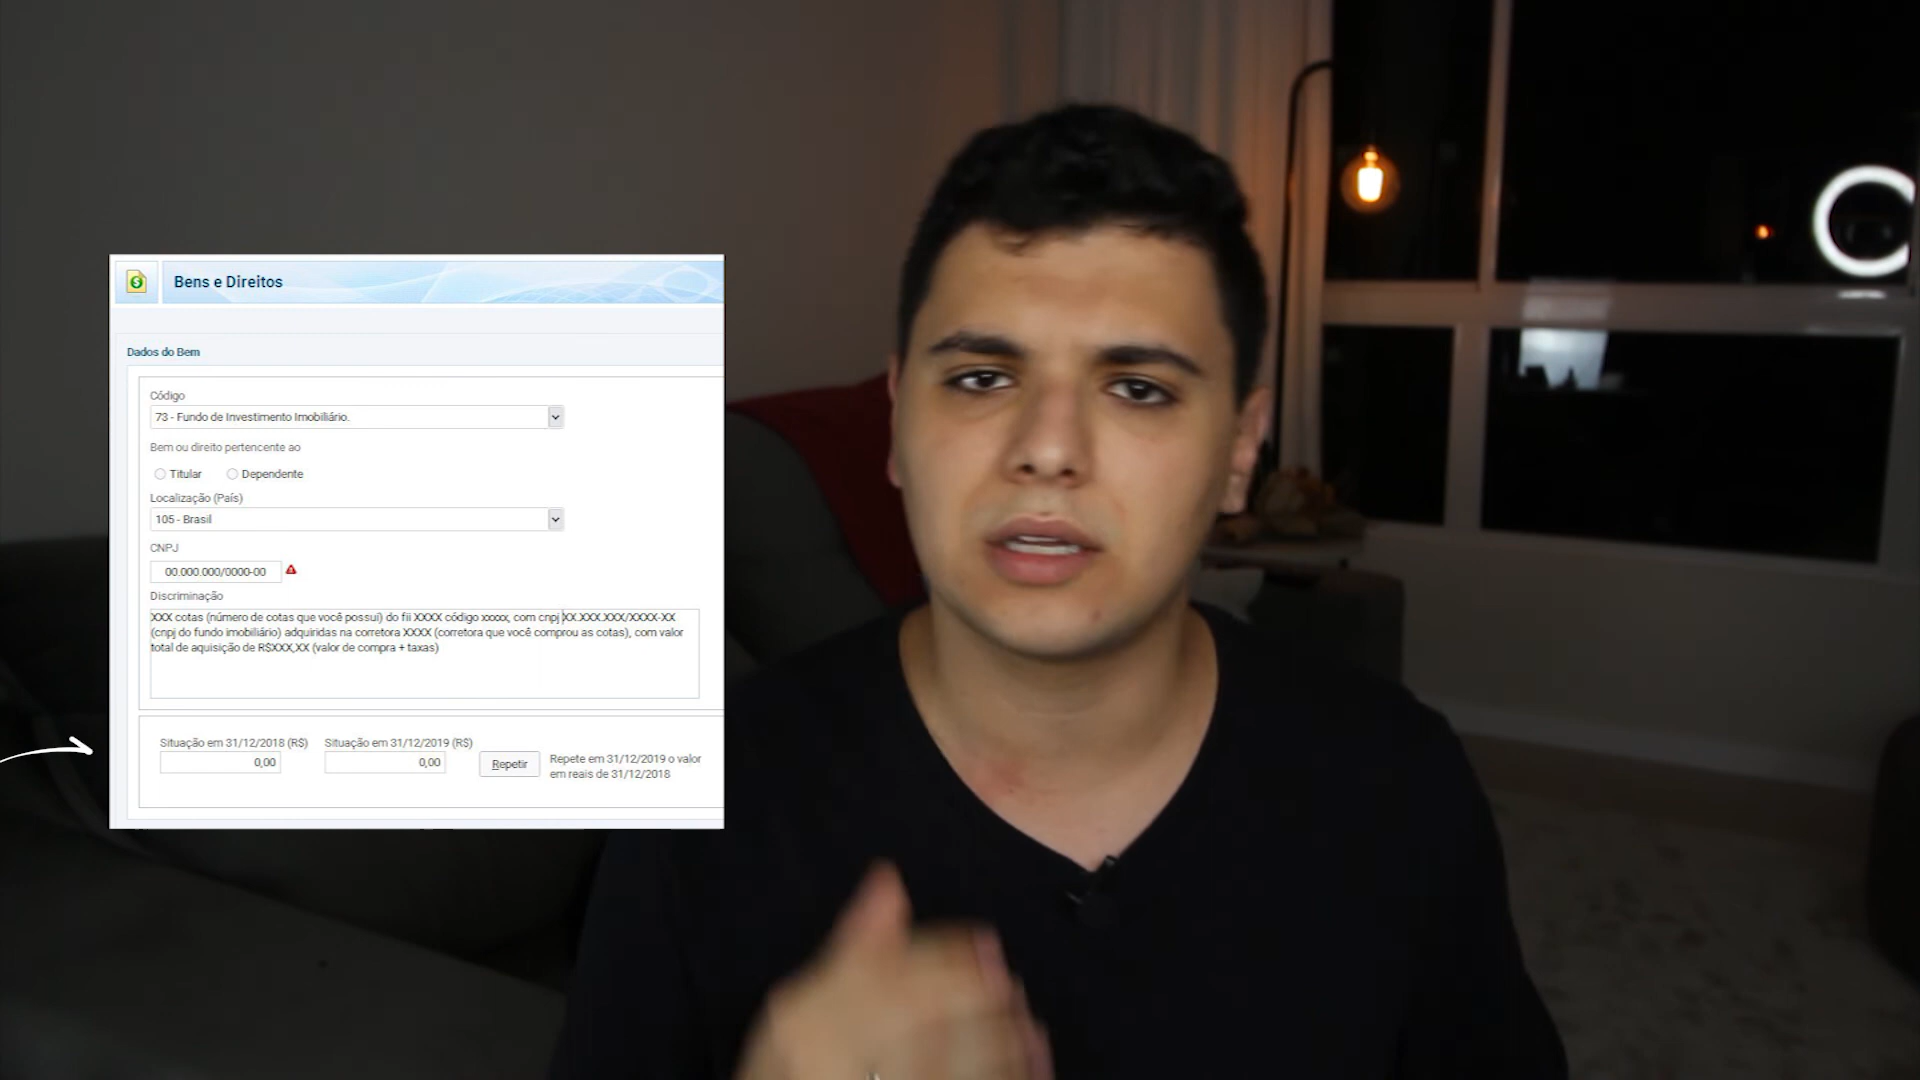 Bens e Direitos
Dados do Bem
Código
73 - Fundo de Investimento Imobiliário.
Bem ou direito pertencente ao
Titular Dependente
Localização (País)
105 - Brasil
CNPJ
00.000.000/0000-00
Discriminação
XXX cotas (número de cotas que você possui) do fii XXXX código xxxxx, com cnpj XX.XXX.XXX/XXXX-XX
(cnpj do fundo imobiliário) adquiridas na corretora XXXX (corretora que você comprou as cotas), com valor
total de aquisição de R$XXX,XX (valor de compra + taxas)
Situação em 31/12/2018 (R$) Situação em 31/12/2019 (R$)
0,00 0,00 Repetir Repete em 31/12/2019 o valor
em reais de 31/12/2018